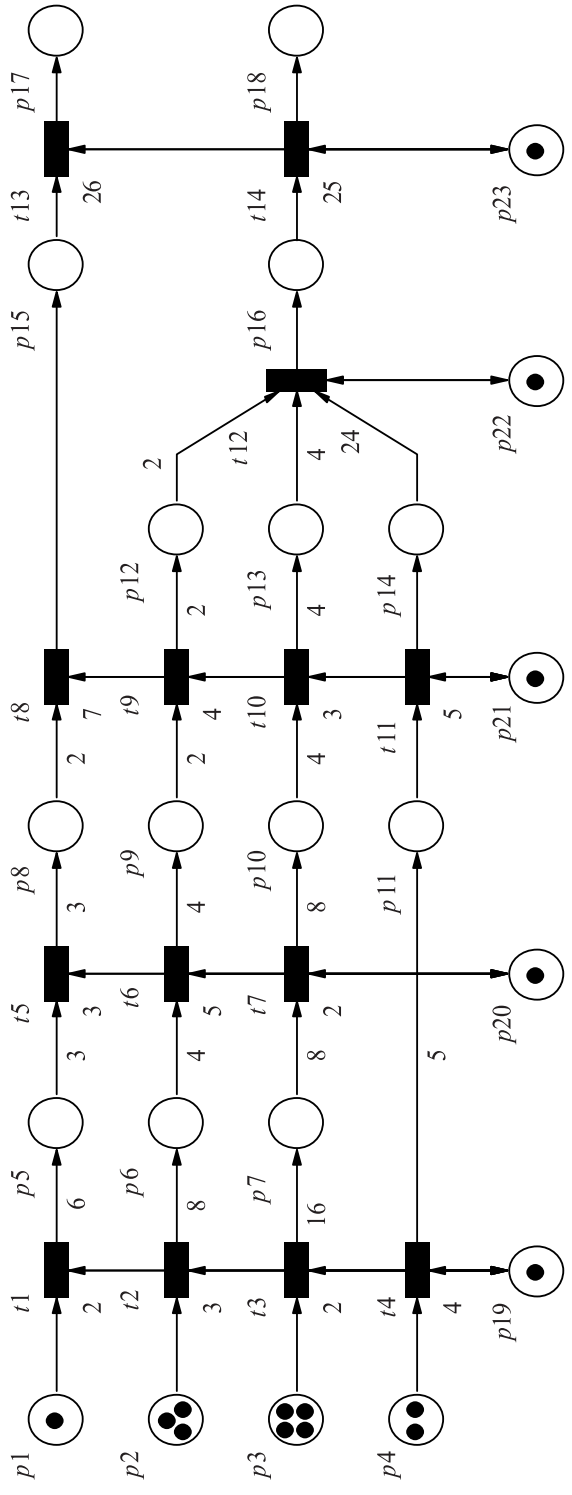 p1 t1 p5 t5 p8 t8 p15 t13 p17
6 3 3 2
2 3 7 26
p2 t2 p6 t6 p9 t9 p12 2
8 4 4 2 2
3 5 4 t12
p3 t3 p7 t7 p10 t10 p13 p16 t14 p18
16 8 8 4 4 4
2 2 3 24 25
p4 t4 p11 t11 p14
5
4 5
p19 p20 p21 p22 p23